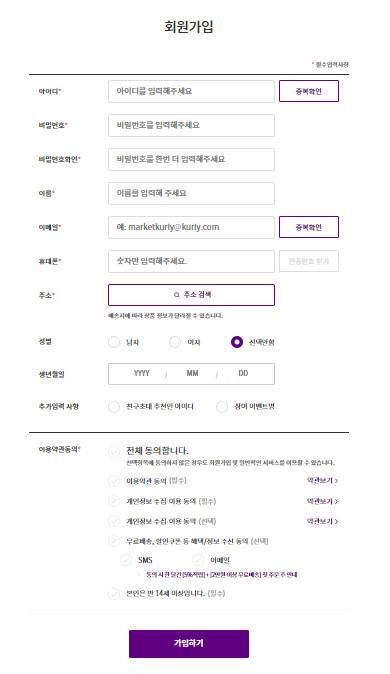 회원가입
* 필수입력사항
아이디* 아이디를 입력해주세요 중복확인
비밀번호* 비밀번호를 입력해주세요
비밀번호확인* 비밀번호를 한번 더 입력해주세요
이름* 이름을 입력해 주세요
이메일* 예: marketkurly@kurly.com 중복확인
휴대폰* 숫자만 입력해주세요. 인증번호 받기
주소* 주소 검색
배송지에 따라 상품 정보가 달라질 수 있습니다.
성별 남자 여자 선택안함
생년월일 YYYY / MM / DD
추가입력 사항 친구초대 추천인 아이디 참여 이벤트명
이용약관동의* 전체 동의합니다.
선택항목에 동의하지 않은 경우도 회원가입 및 일반적인 서비스를 이용할 수 있습니다.
이용약관 동의 (필수) 약관보기 >
개인정보 수집·이용 동의 (필수) 약관보기 >
개인정보 수집·이용 동의 (선택) 약관보기 >
무료배송, 할인쿠폰 등 혜택/정보 수신 동의 (선택)
SMS 이메일
동의 시 한 달간 [5%적립] + [2만원 이상 무료배송] 첫 주문 후 안내
본인은 만 14세 이상입니다. (필수)
가입하기